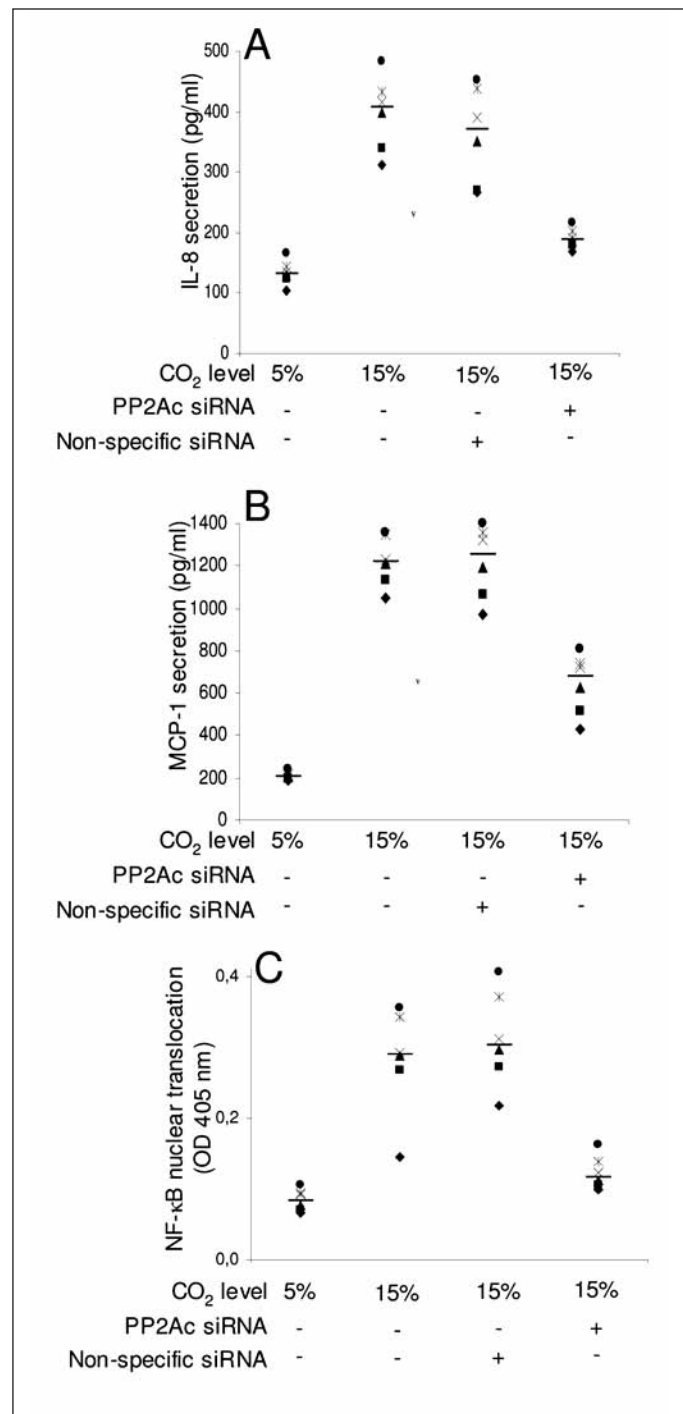 A
IL-8 secretion (pg/ml)
500
400
300
200
100
0
CO₂ level 5% 15% 15% 15%
PP2Ac siRNA - - - +
Non-specific siRNA - - + -
B
MCP-1 secretion (pg/ml)
1400
1200
1000
800
600
400
200
0
CO₂ level 5% 15% 15% 15%
PP2Ac siRNA - - - +
Non-specific siRNA - - + -
C
NF-κB nuclear translocation
(OD 405 nm)
0,4
0,2
0,0
CO₂ level 5% 15% 15% 15%
PP2Ac siRNA - - - +
Non-specific siRNA - - + -